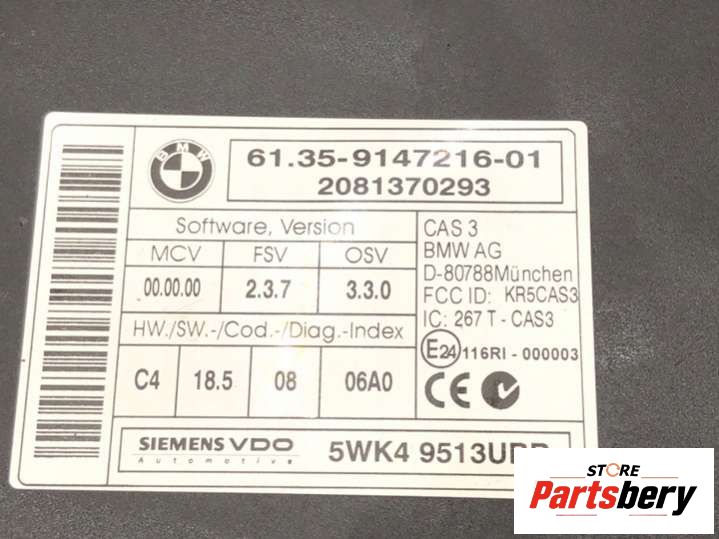 BMW
61.35-9147216-01
2081370293
Software, Version
MCV FSV OSV
00.00.00 2.3.7 3.3.0
HW./SW.-/Cod.-/Diag.-Index
C4 18.5 08 06A0
CAS 3
BMW AG
D-80788München
FCC ID: KR5CAS3
IC: 267 T - CAS3
E24 116RI - 000003
CE
SIEMENS VDO
Automotive
STORE
Partsbery